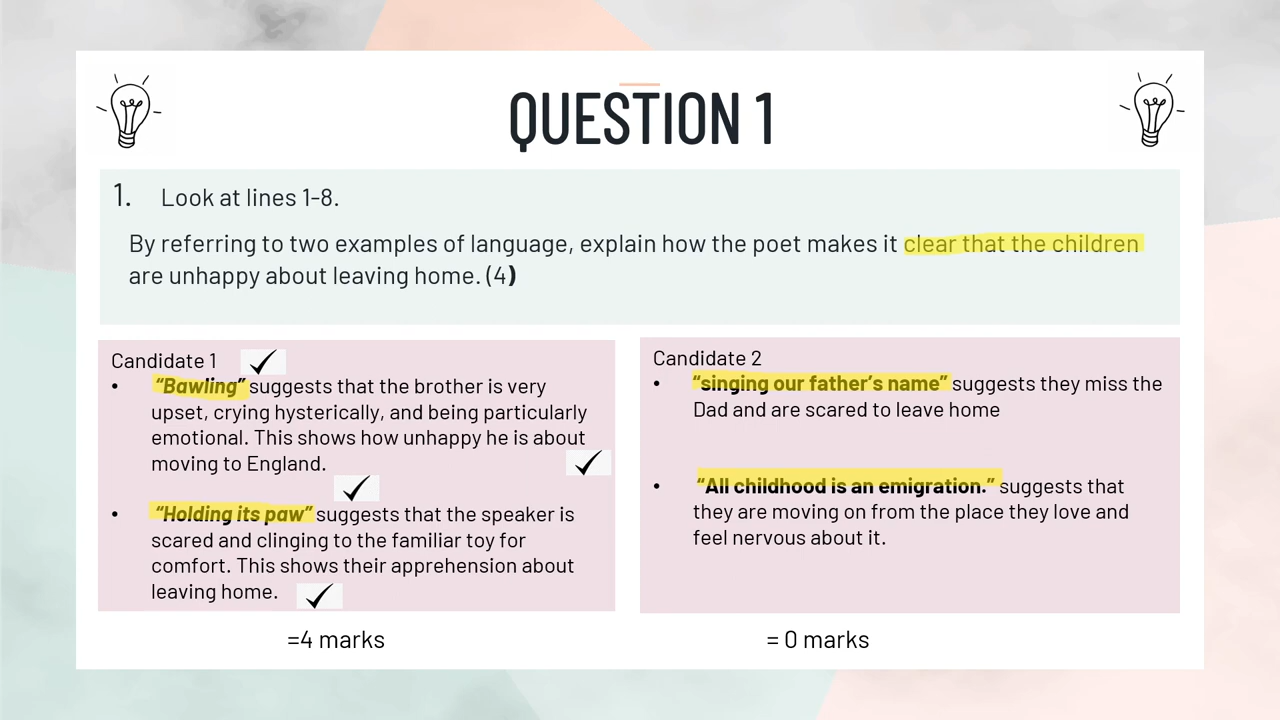 QUESTION 1
1. Look at lines 1-8.
By referring to two examples of language, explain how the poet makes it clear that the children
are unhappy about leaving home. (4)
Candidate 1
• “Bawling” suggests that the brother is very
upset, crying hysterically, and being particularly
emotional. This shows how unhappy he is about
moving to England.
• “Holding its paw” suggests that the speaker is
scared and clinging to the familiar toy for
comfort. This shows their apprehension about
leaving home.
=4 marks
Candidate 2
• “singing our father’s name” suggests they miss the
Dad and are scared to leave home
• “All childhood is an emigration.” suggests that
they are moving on from the place they love and
feel nervous about it.
= 0 marks